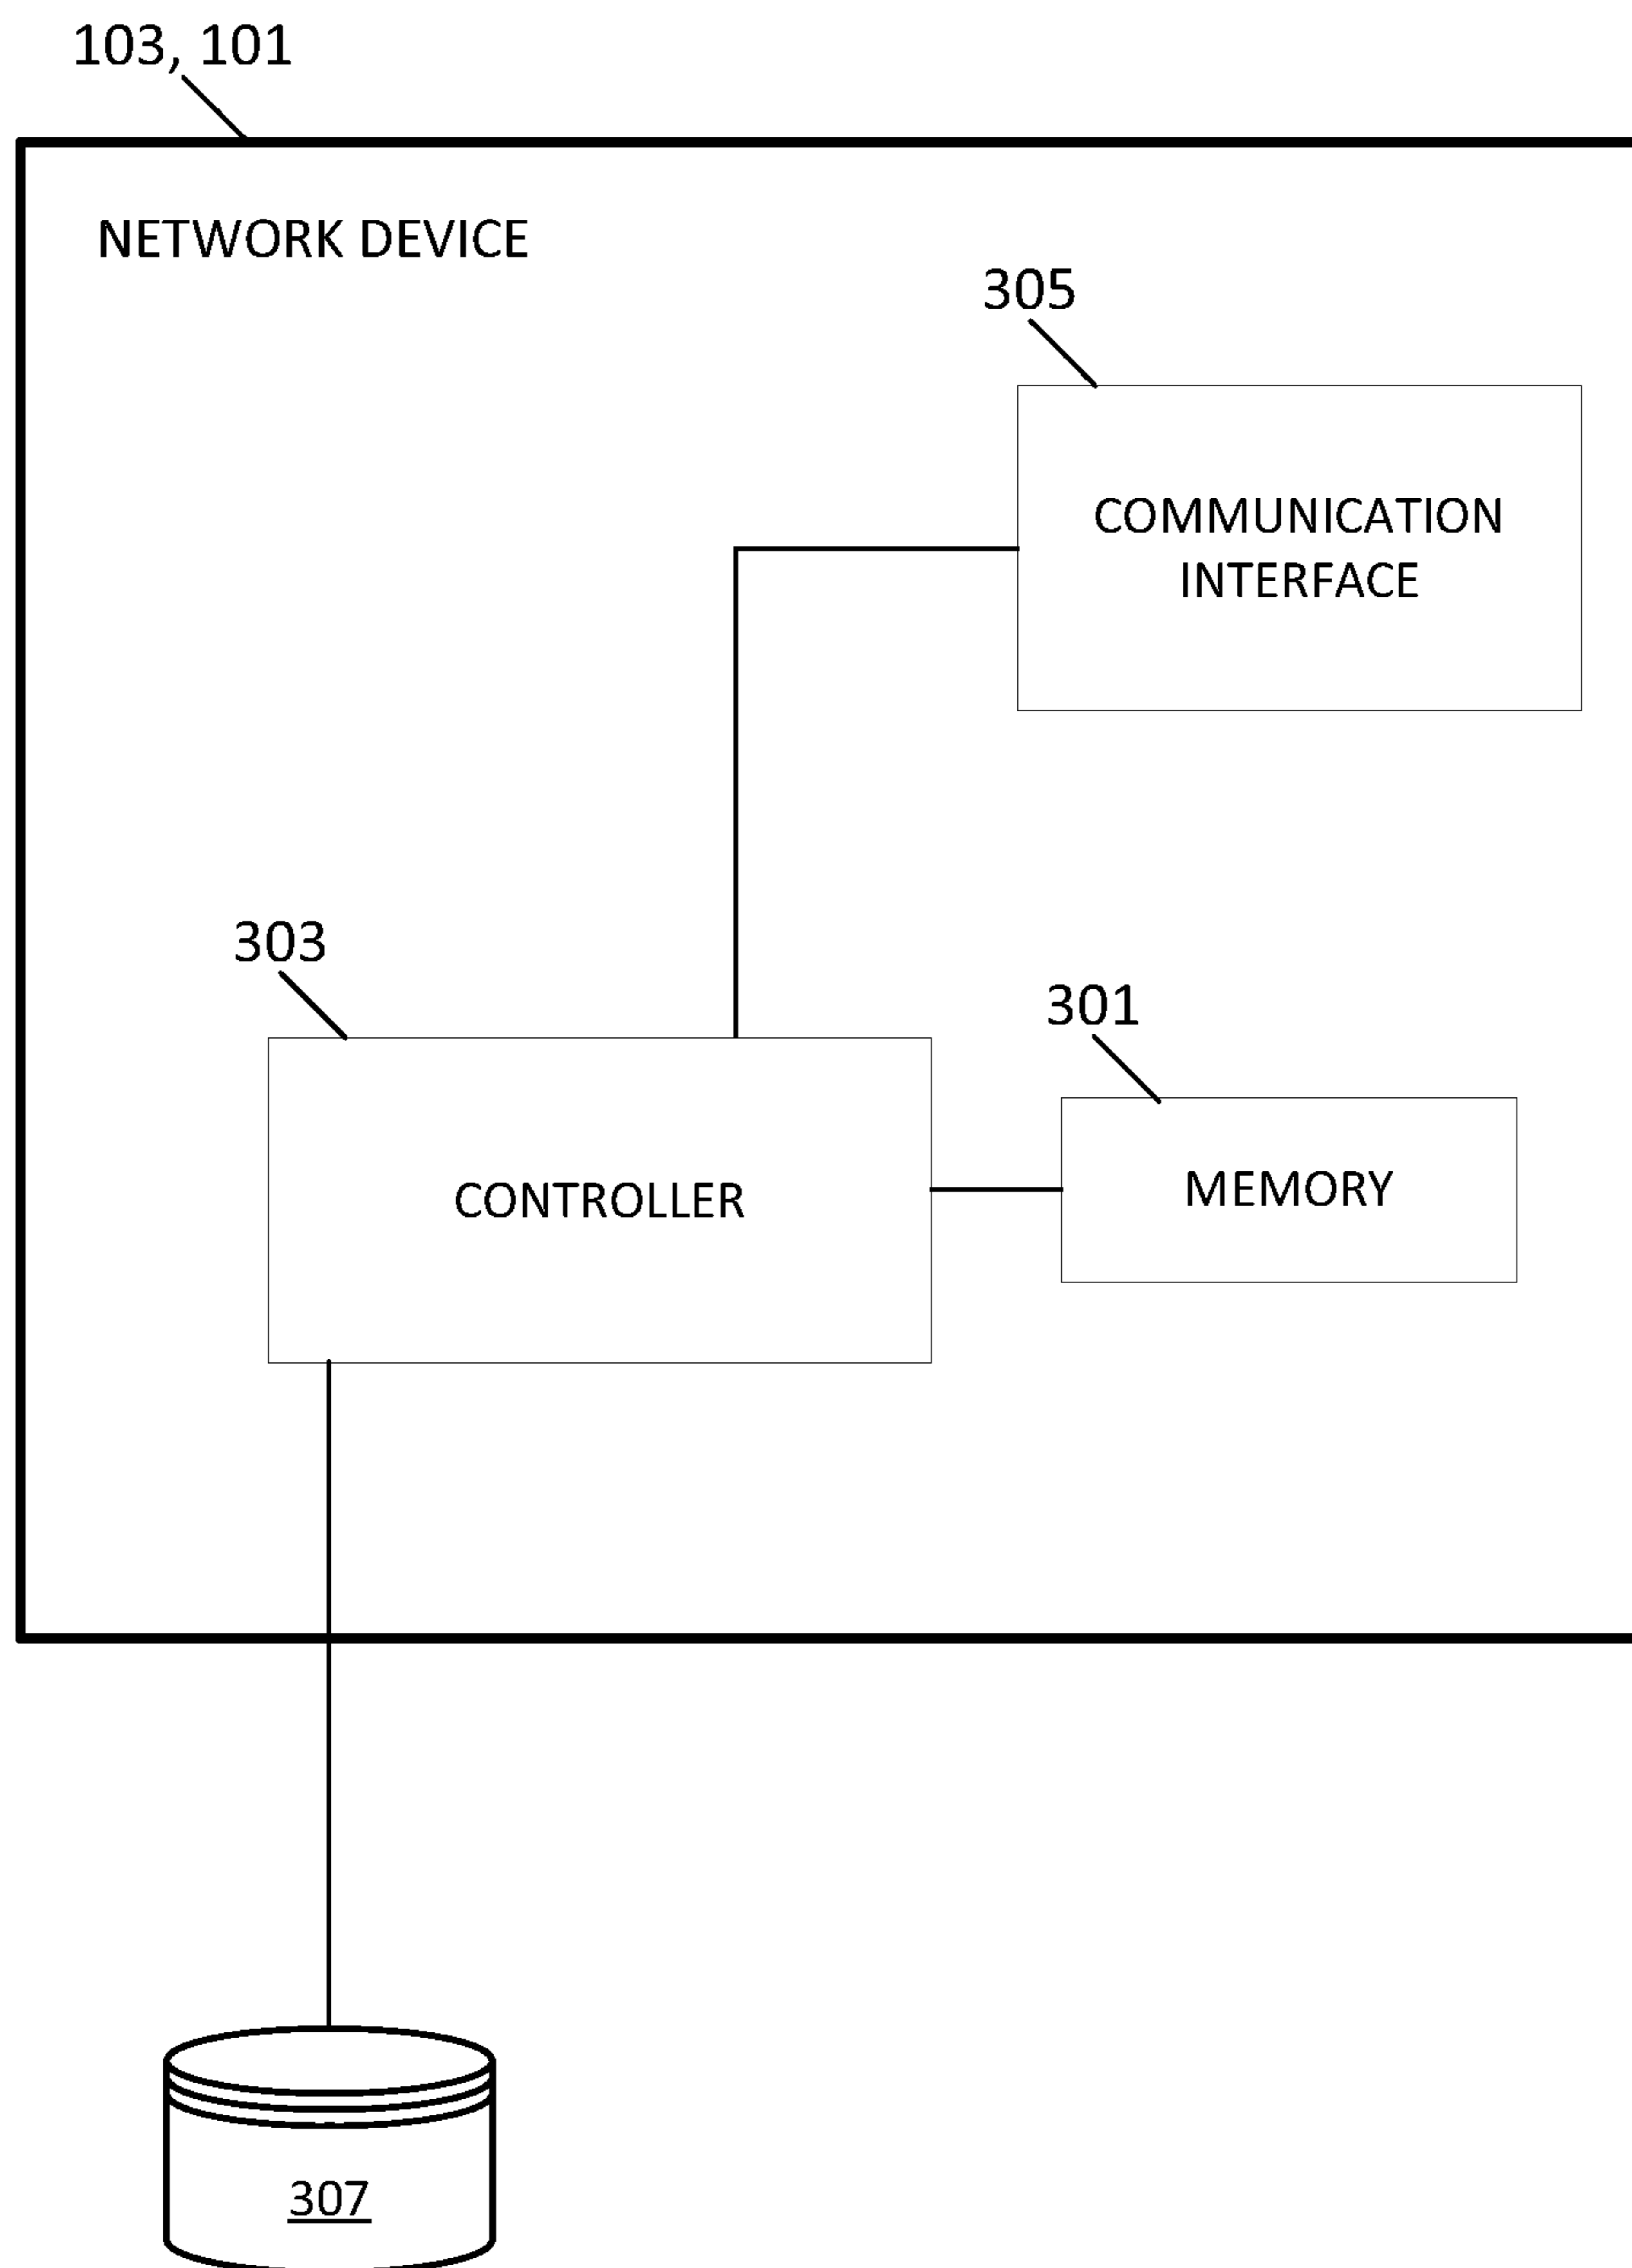 103, 101
NETWORK DEVICE
305
COMMUNICATION
INTERFACE
303
301
CONTROLLER
MEMORY
307